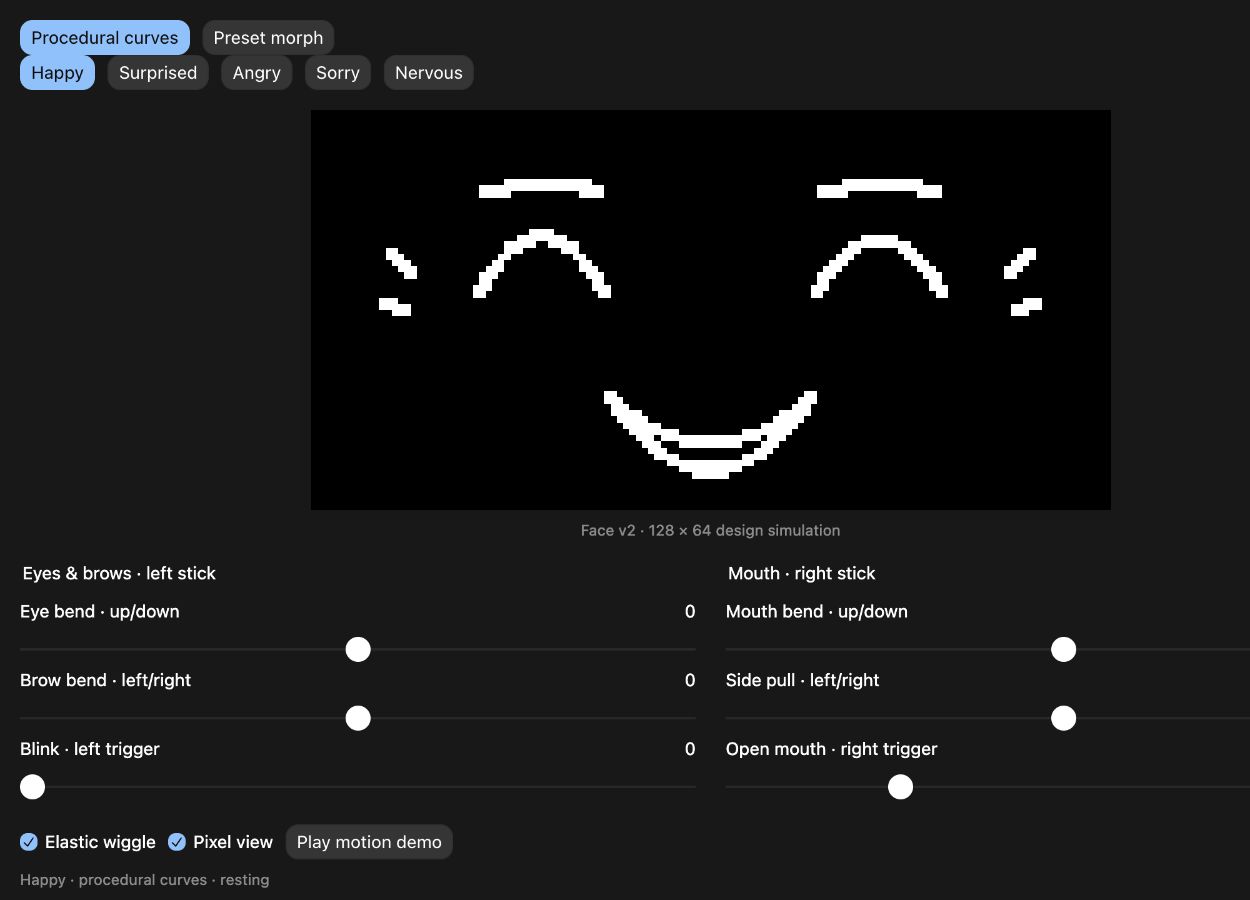 Procedural curves Preset morph
Happy Surprised Angry Sorry Nervous
Face v2 · 128 × 64 design simulation
Eyes & brows · left stick
Eye bend · up/down 0
Brow bend · left/right 0
Blink · left trigger 0
Mouth · right stick
Mouth bend · up/down
Side pull · left/right
Open mouth · right trigger
Elastic wiggle Pixel view Play motion demo
Happy · procedural curves · resting